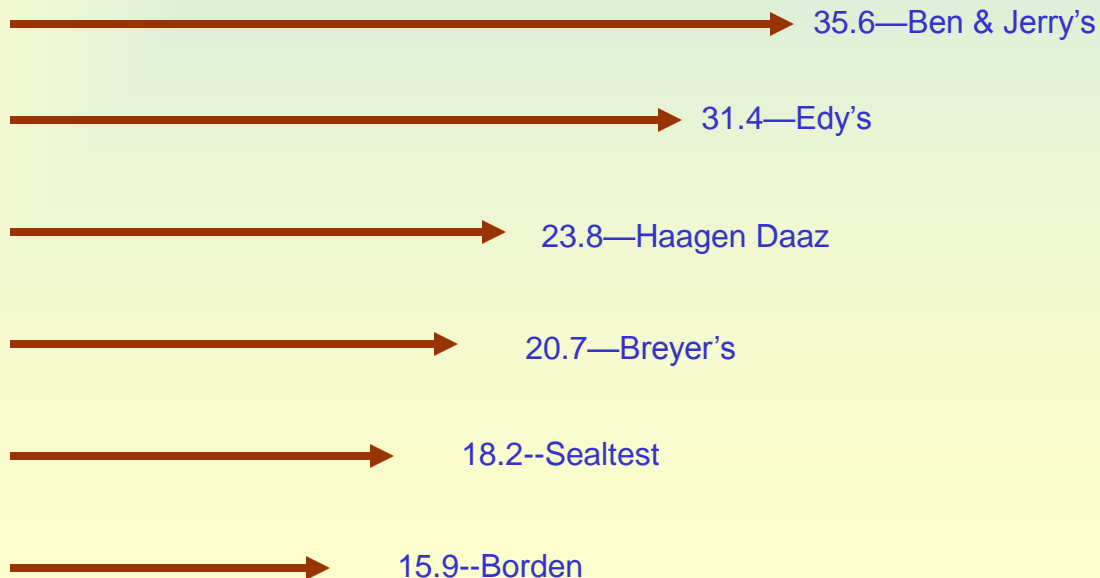 35.6—Ben & Jerry’s
31.4—Edy’s
23.8—Haagen Daaz
20.7—Breyer’s
18.2--Sealtest
15.9--Borden